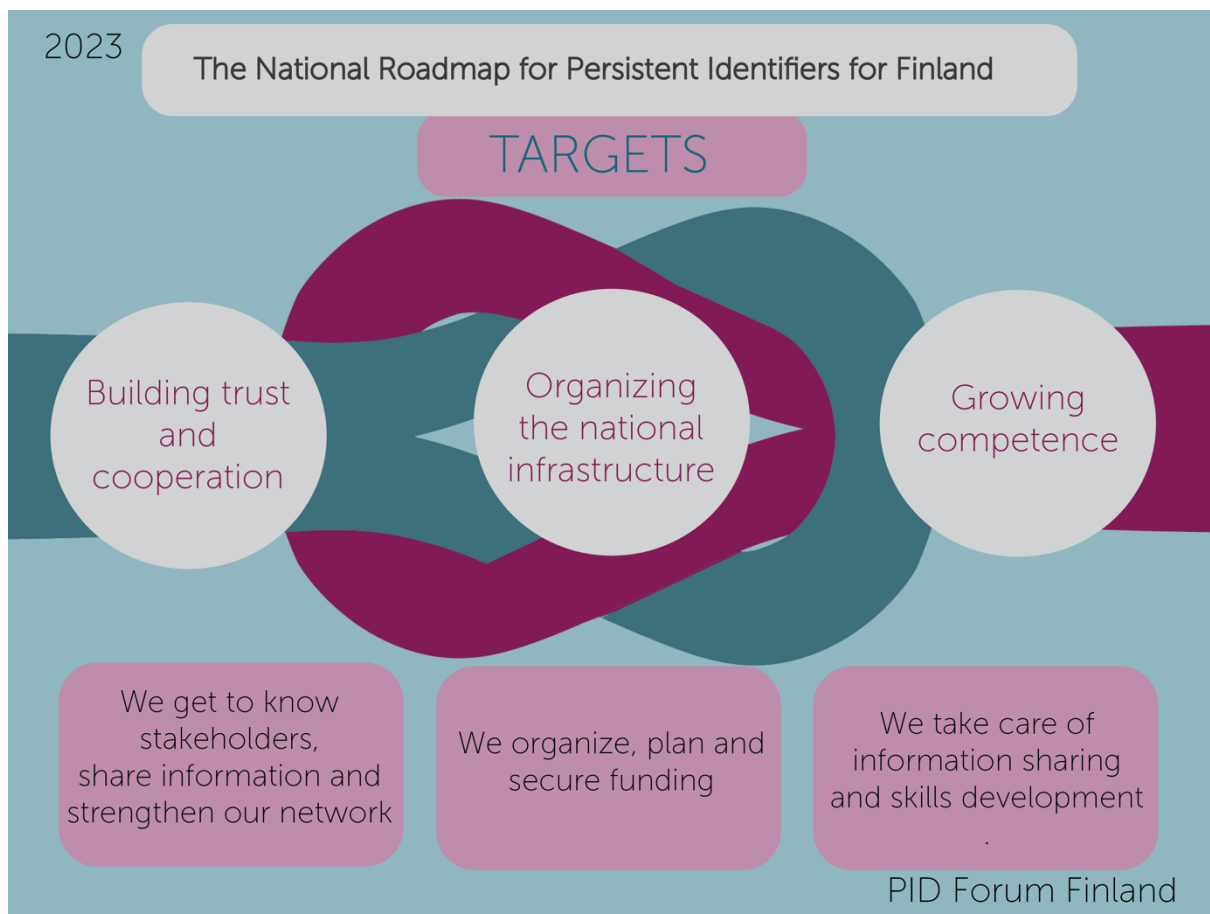 2023
The National Roadmap for Persistent Identifiers for Finland
TARGETS
Building trust
and
cooperation
Organizing
the national
infrastructure
Growing
competence
We get to know
stakeholders,
share information and
strengthen our network
We organize, plan and
secure funding
We take care of
information sharing
and skills development
.
PID Forum Finland